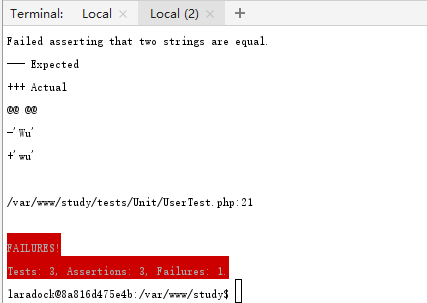 Terminal: Local × Local (2) × +
Failed asserting that two strings are equal.
--- Expected
+++ Actual
@@ @@
-'Wu'
+'wu'
/var/www/study/tests/Unit/UserTest.php:21
FAILURES!
Tests: 3, Assertions: 3, Failures: 1.
laradock@8a816d475e4b:/var/www/study$